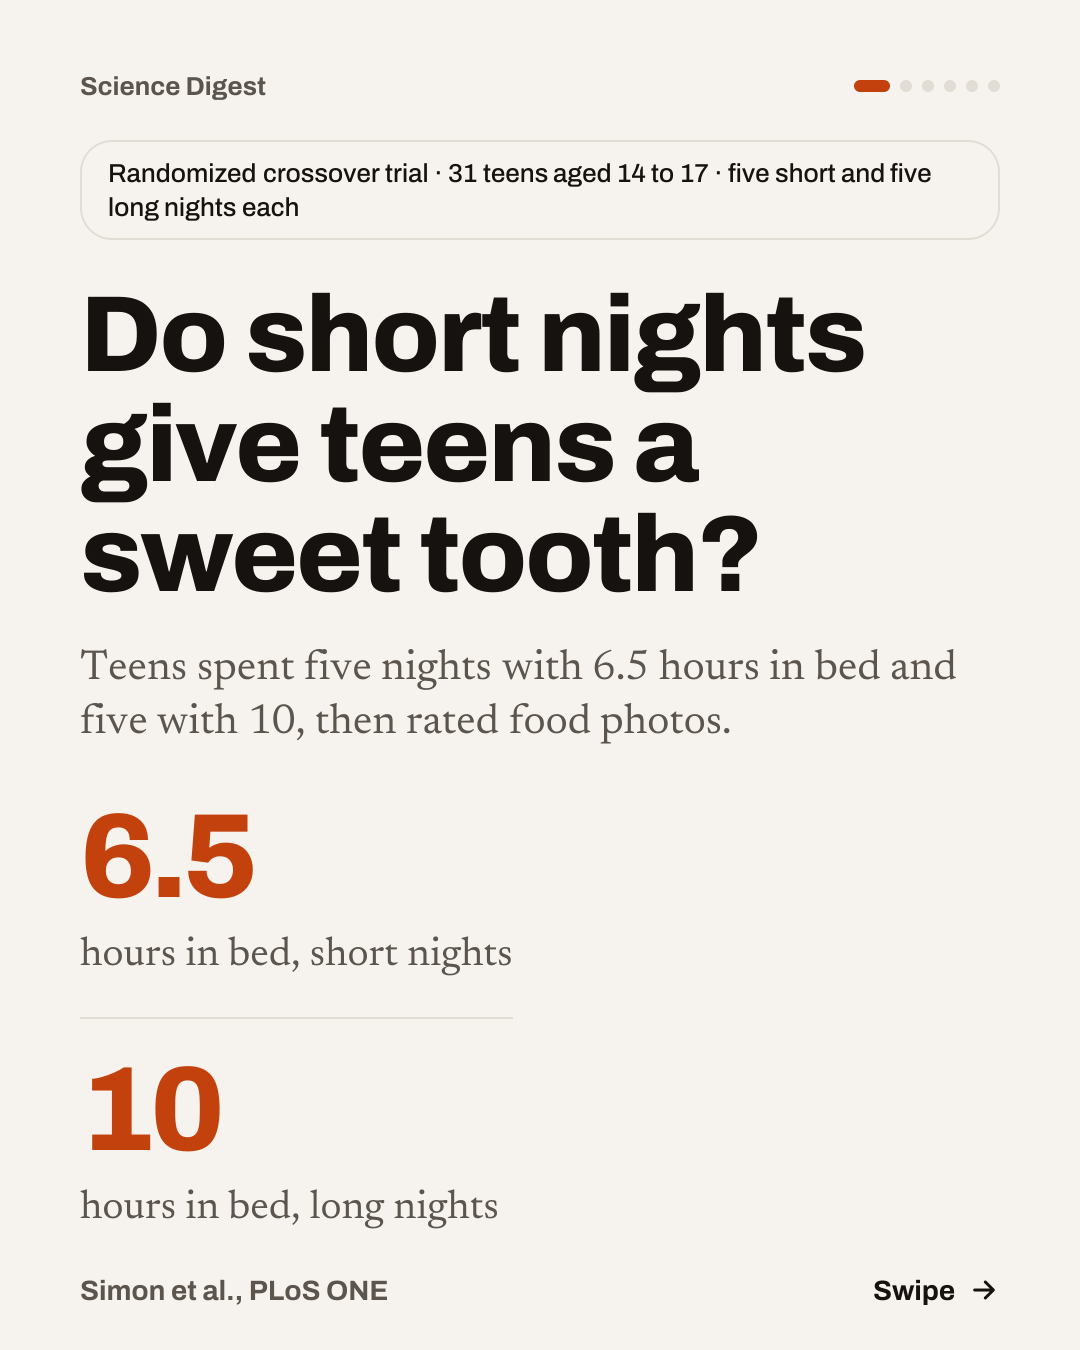 Science Digest
Randomized crossover trial · 31 teens aged 14 to 17 · five short and five
long nights each
Do short nights
give teens a
sweet tooth?
Teens spent five nights with 6.5 hours in bed and
five with 10, then rated food photos.
6.5
hours in bed, short nights
10
hours in bed, long nights
Simon et al., PLoS ONE
Swipe →